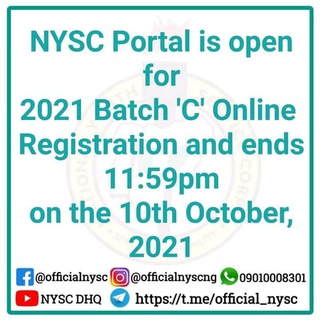 NYSC Portal is open
for
2021 Batch 'C' Online
Registration and ends
11:59pm
on the 10th October,
2021
@officialnysc @officialnyscng 09010008301
NYSC DHQ https://t.me/official_nysc